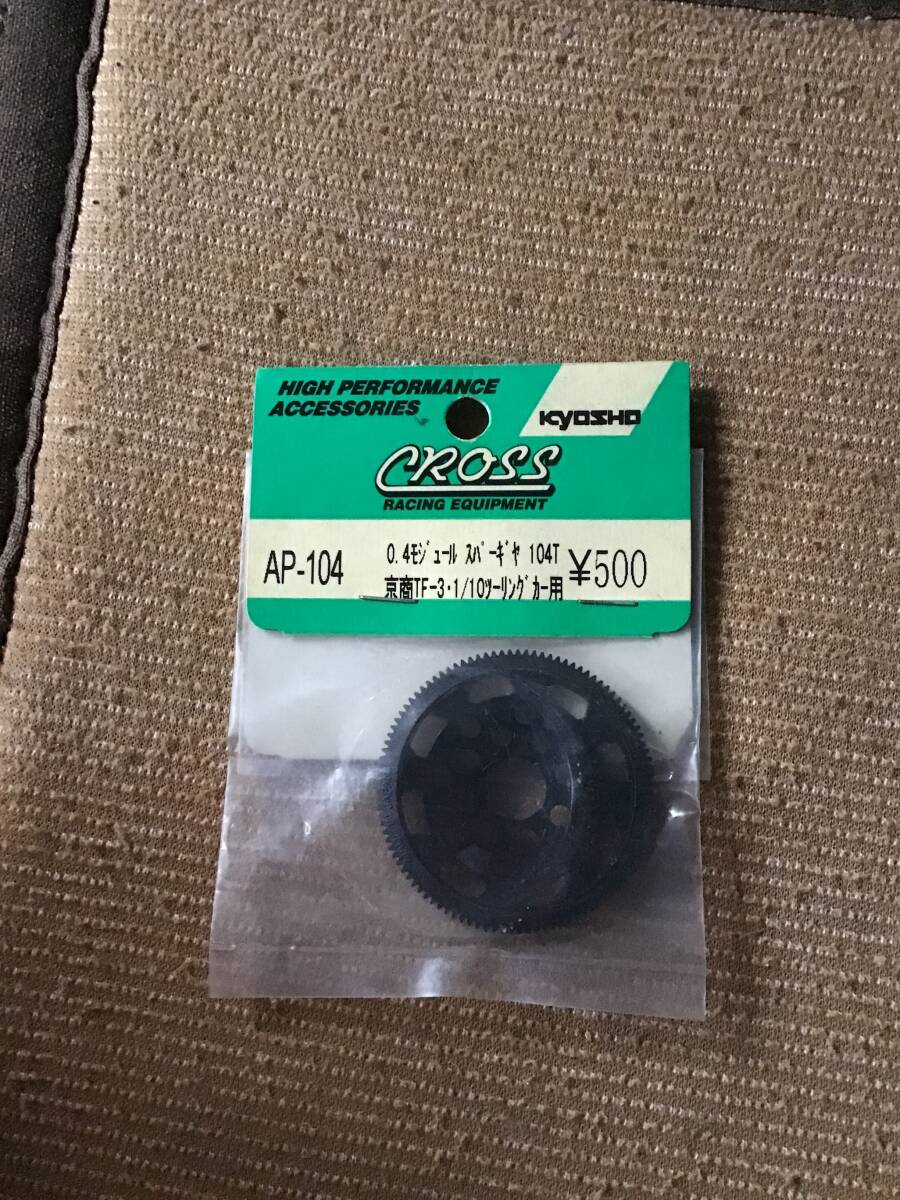 HIGH PERFORMANCE
ACCESSORIES
KYOSHO
CROSS
RACING EQUIPMENT
AP-104
0.4ﾓｼﾞｭｰﾙ ｽﾊﾟｰｷﾞﾔ 104T
京商TF-3･1/10ﾂｰﾘﾝｸﾞｶｰ用
¥500